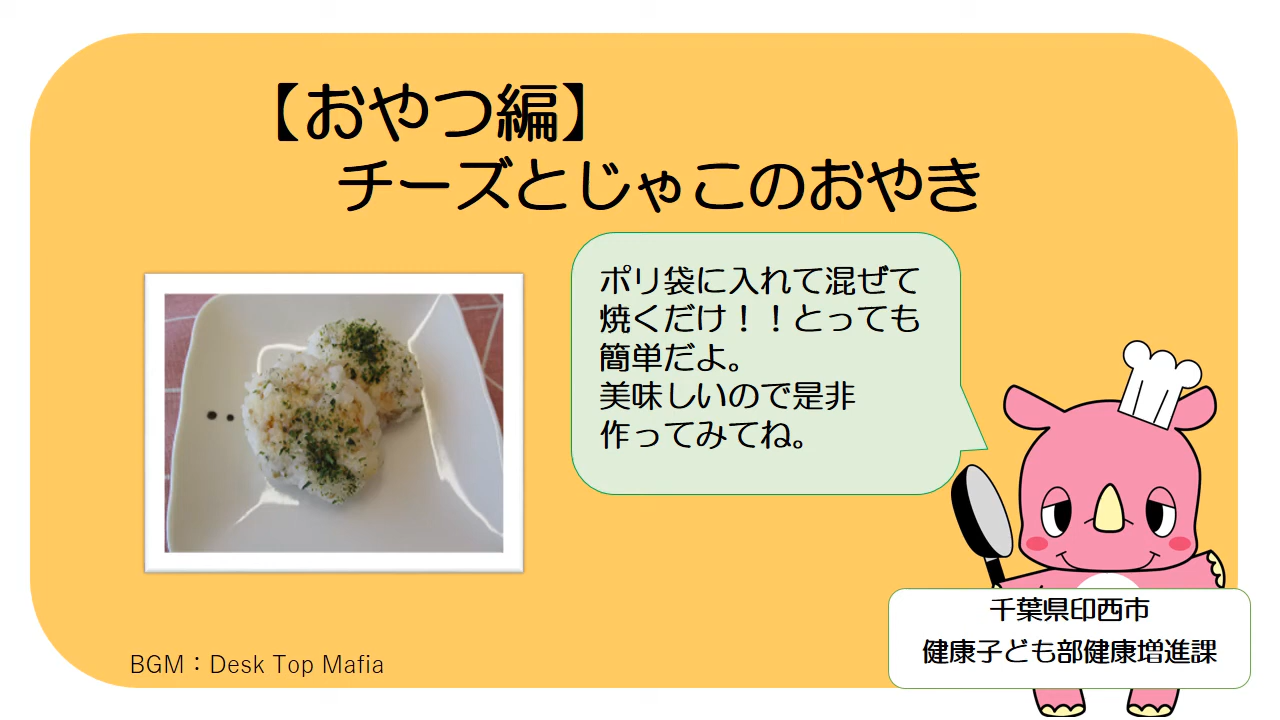 【おやつ編】
チーズとじゃこのおやき
ポリ袋に入れて混ぜて
焼くだけ！！とっても
簡単だよ。
美味しいので是非
作ってみてね。
千葉県印西市
健康子ども部健康増進課
BGM：Desk Top Mafia